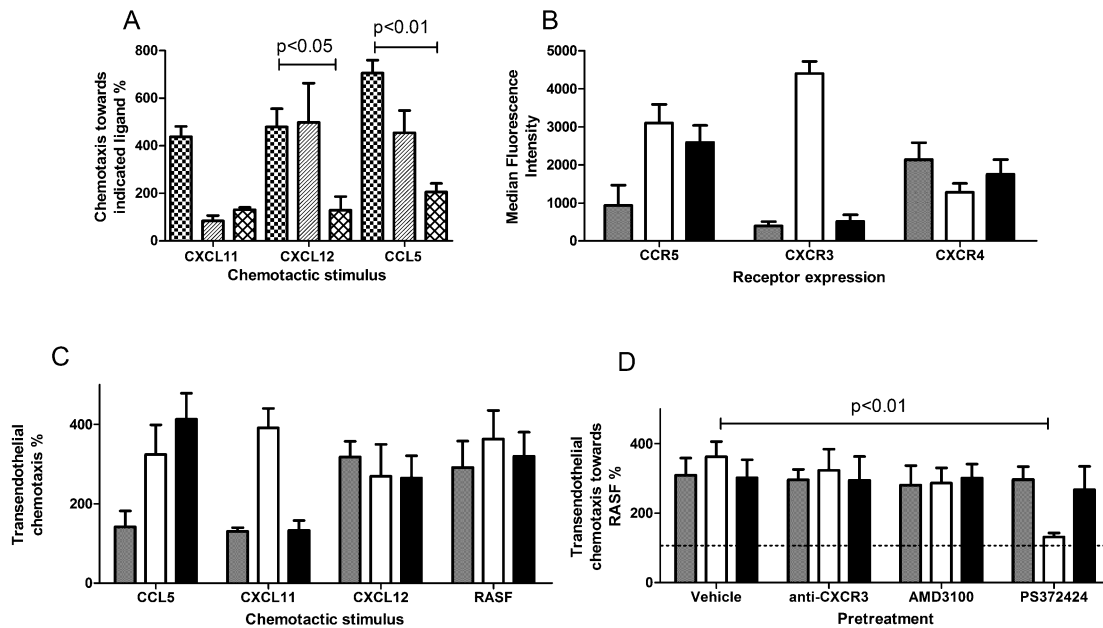 A
Chemotaxis towards
indicated ligand %
800
600
400
200
0
p<0.05
p<0.01
CXCL11 CXCL12 CCL5
Chemotactic stimulus
B
Median Fluorescence
Intensity
5000
4000
3000
2000
1000
0
CCR5 CXCR3 CXCR4
Receptor expression
C
Transendothelial
chemotaxis %
400
200
0
CCL5 CXCL11 CXCL12 RASF
Chemotactic stimulus
D
Transendothelial
chemotaxis towards
RASF %
400
200
0
p<0.01
Vehicle anti-CXCR3 AMD3100 PS372424
Pretreatment